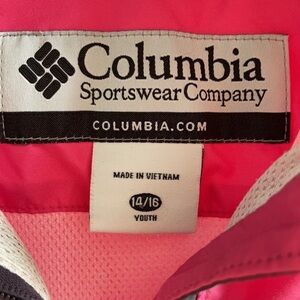 Columbia
Sportswear Company
COLUMBIA.COM
MADE IN VIETNAM
14/16
YOUTH